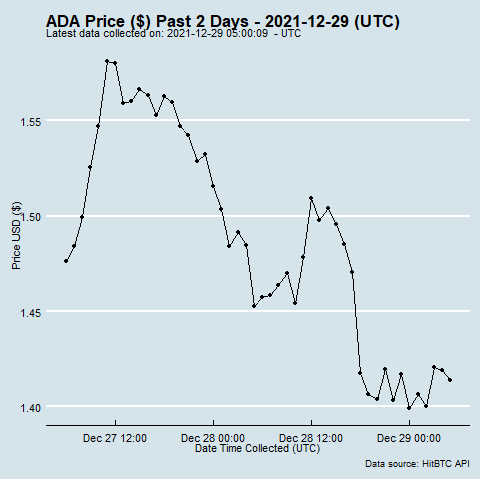 ADA Price ($) Past 2 Days - 2021-12-29 (UTC)
Latest data collected on: 2021-12-29 05:00:09  - UTC
1.55
1.50
Price USD ($)
1.45
1.40
Dec 27 12:00
Dec 28 00:00
Dec 28 12:00
Dec 29 00:00
Date Time Collected (UTC)
Data source: HitBTC API